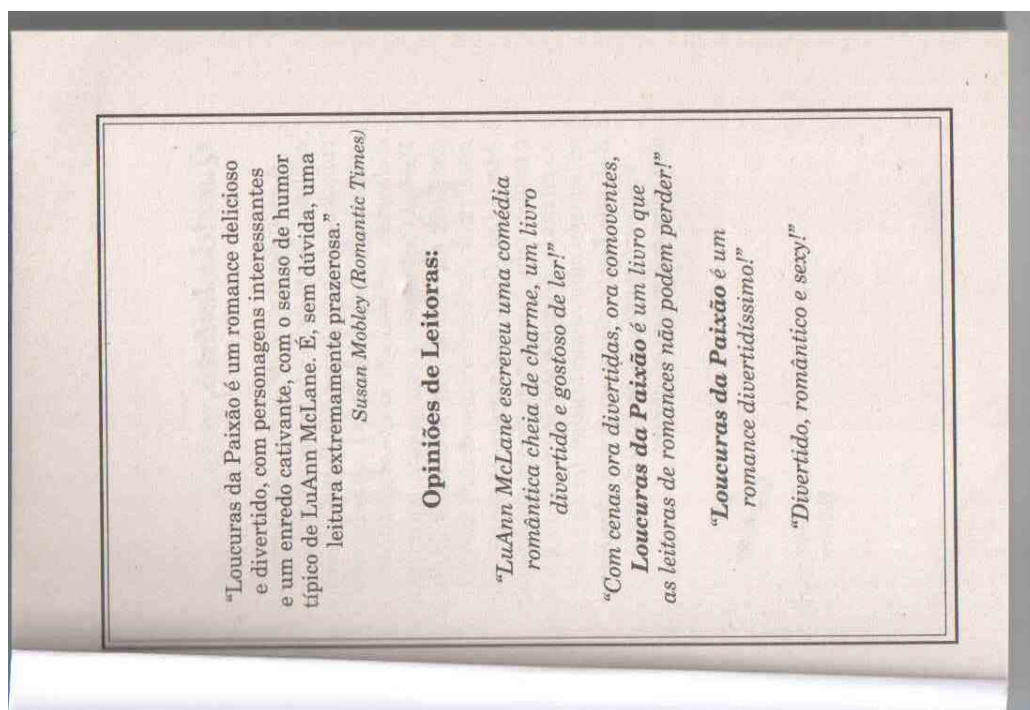 “Loucuras da Paixão é um romance delicioso
e divertido, com personagens interessantes
e um enredo cativante, com o senso de humor
típico de LuAnn McLane. É, sem dúvida, uma
leitura extremamente prazerosa.”
Susan Mobley (Romantic Times)
Opiniões de Leitoras:
“LuAnn McLane escreveu uma comédia
romântica cheia de charme, um livro
divertido e gostoso de ler!”
“Com cenas ora divertidas, ora comoventes,
Loucuras da Paixão é um livro que
as leitoras de romances não podem perder!”
“Loucuras da Paixão é um
romance divertidíssimo!”
“Divertido, romântico e sexy!”